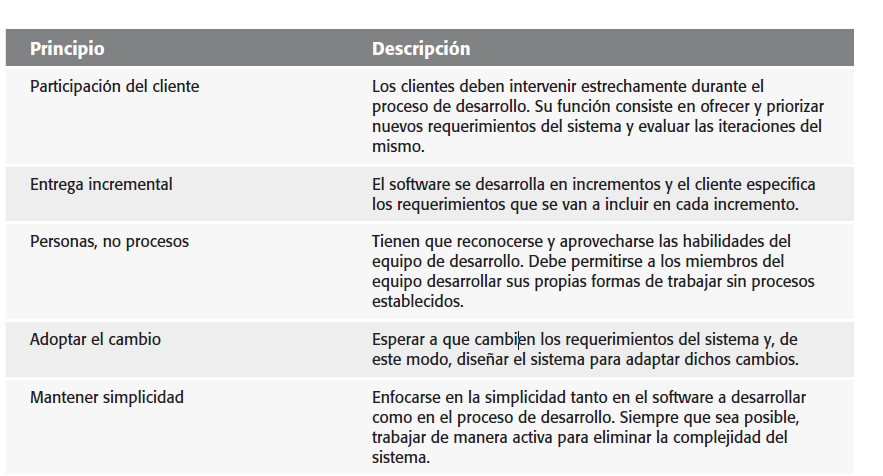 Principio Descripción
Participación del cliente Los clientes deben intervenir estrechamente durante el
proceso de desarrollo. Su función consiste en ofrecer y priorizar
nuevos requerimientos del sistema y evaluar las iteraciones del
mismo.
Entrega incremental El software se desarrolla en incrementos y el cliente especifica
los requerimientos que se van a incluir en cada incremento.
Personas, no procesos Tienen que reconocerse y aprovecharse las habilidades del
equipo de desarrollo. Debe permitirse a los miembros del
equipo desarrollar sus propias formas de trabajar sin procesos
establecidos.
Adoptar el cambio Esperar a que cambien los requerimientos del sistema y, de
este modo, diseñar el sistema para adaptar dichos cambios.
Mantener simplicidad Enfocarse en la simplicidad tanto en el software a desarrollar
como en el proceso de desarrollo. Siempre que sea posible,
trabajar de manera activa para eliminar la complejidad del
sistema.